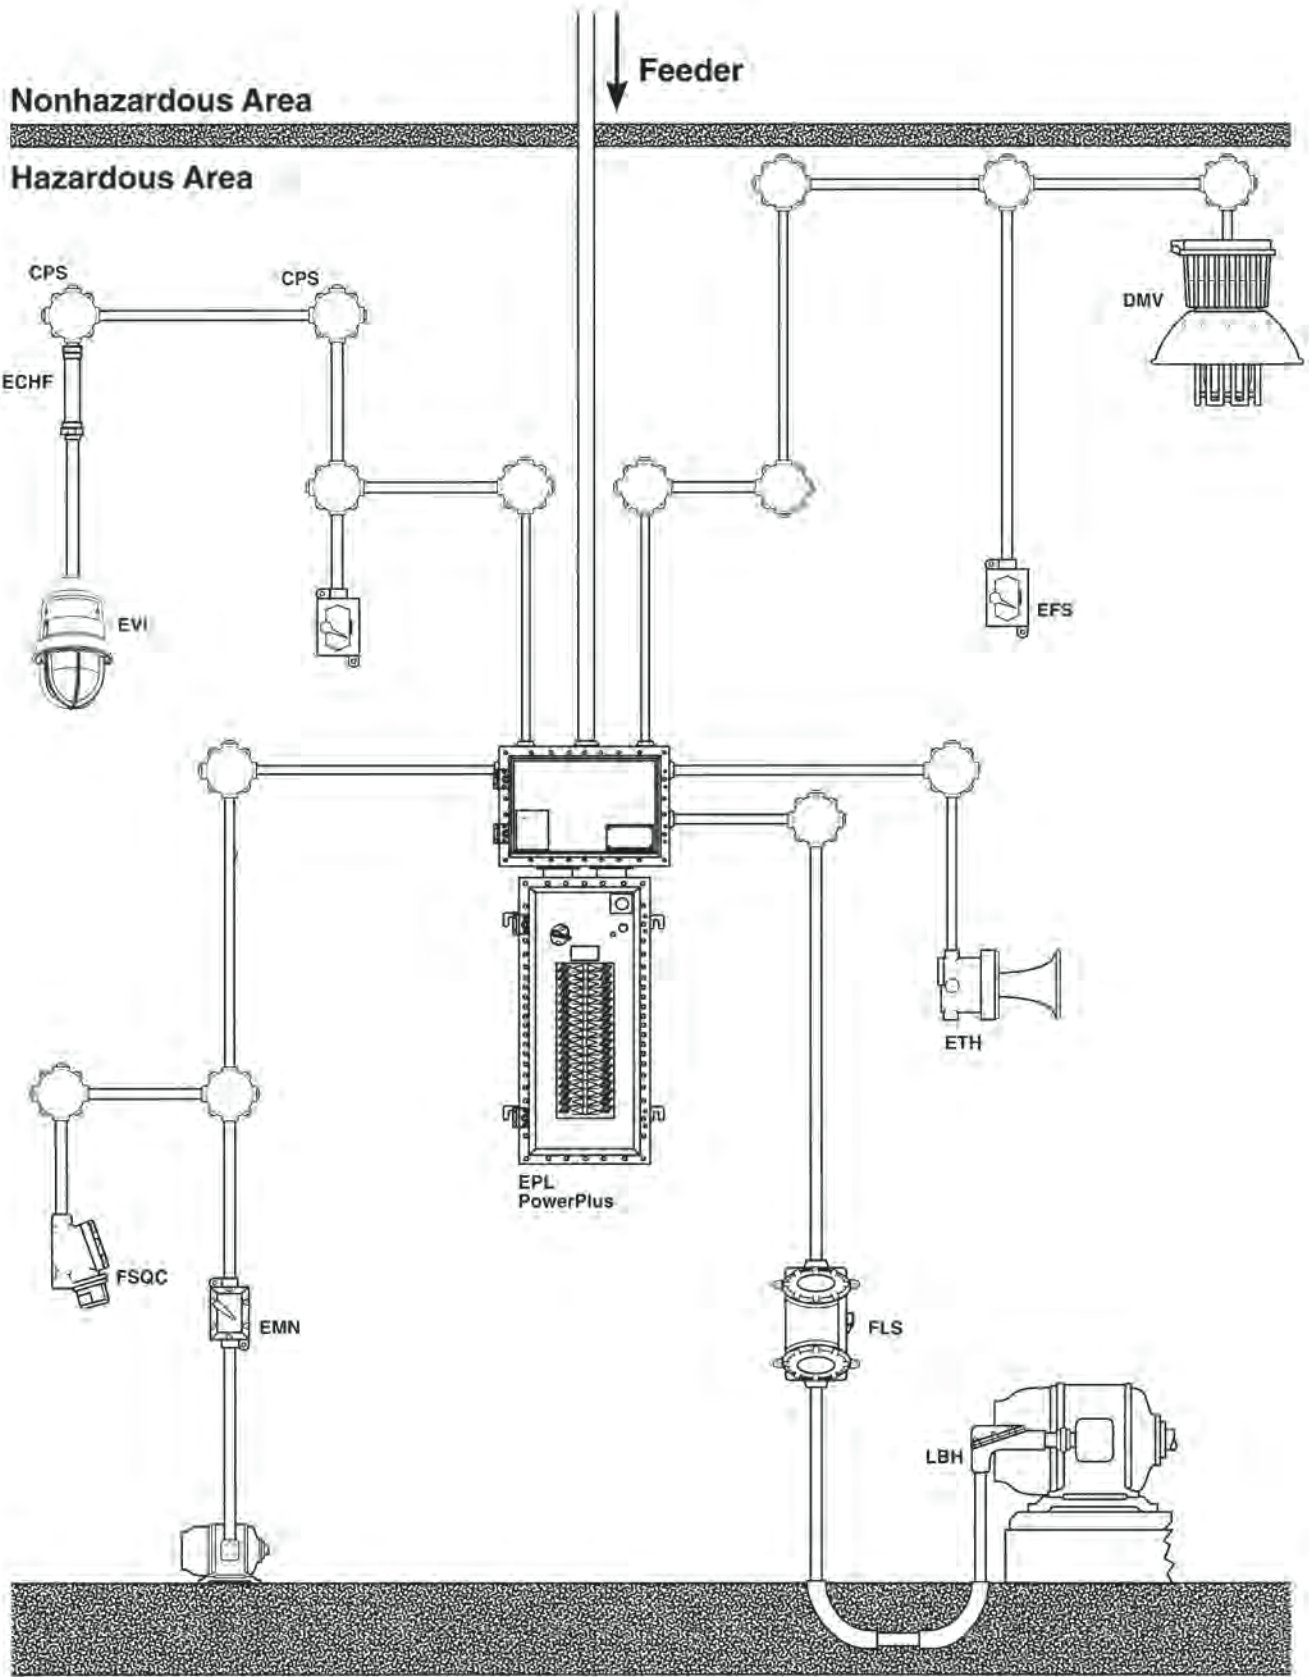 Feeder
Nonhazardous Area
Hazardous Area
CPS
CPS
DMV
ECHF
EVI
EFS
ETH
EPL
PowerPlus
FSQC
EMN
FLS
LBH